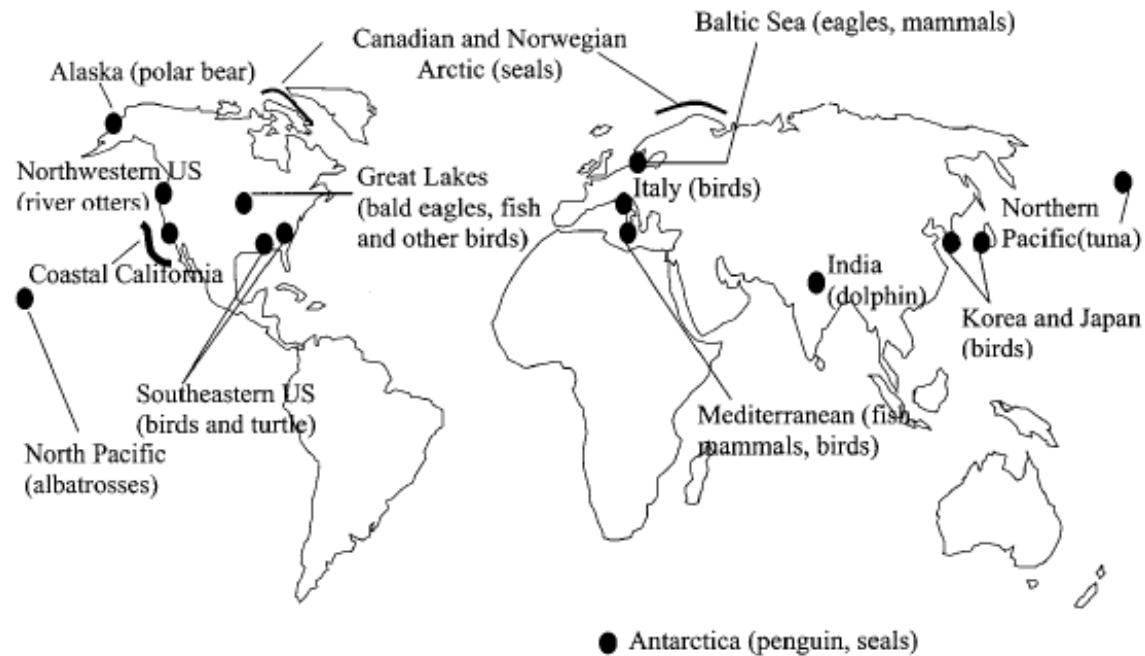 Baltic Sea (eagles, mammals)
Canadian and Norwegian
Arctic (seals)
Alaska (polar bear)
Northwestern US
(river otters)
Great Lakes
(bald eagles, fish
and other birds)
Italy (birds)
Northern
Pacific(tuna)
Coastal California
India
(dolphin)
Korea and Japan
(birds)
Southeastern US
(birds and turtle)
Mediterranean (fish,
mammals, birds)
North Pacific
(albatrosses)
Antarctica (penguin, seals)